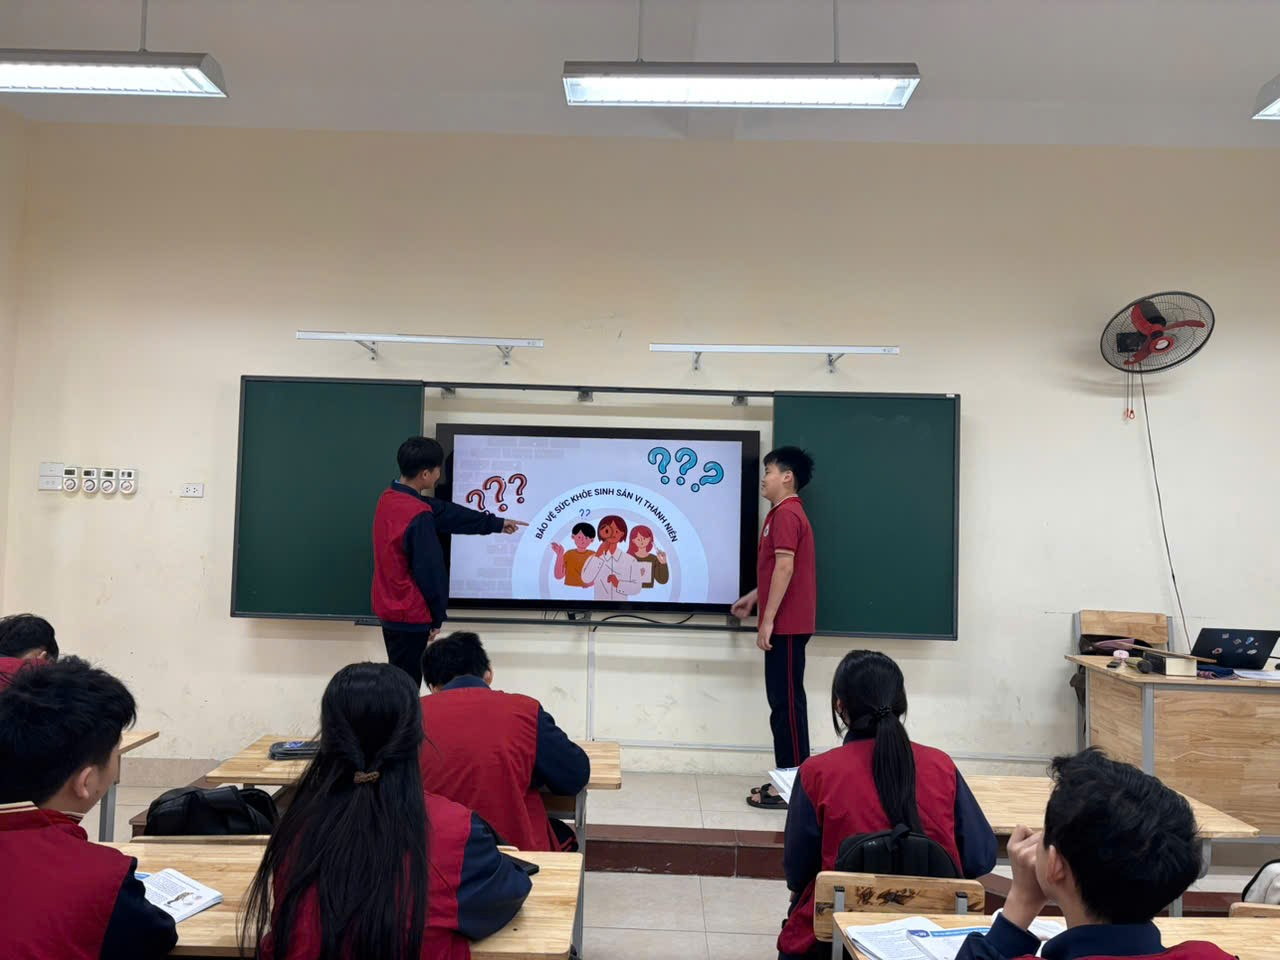 BẢO VỆ SỨC KHỎE SINH SẢN VỊ THÀNH NIÊN
???
???
??